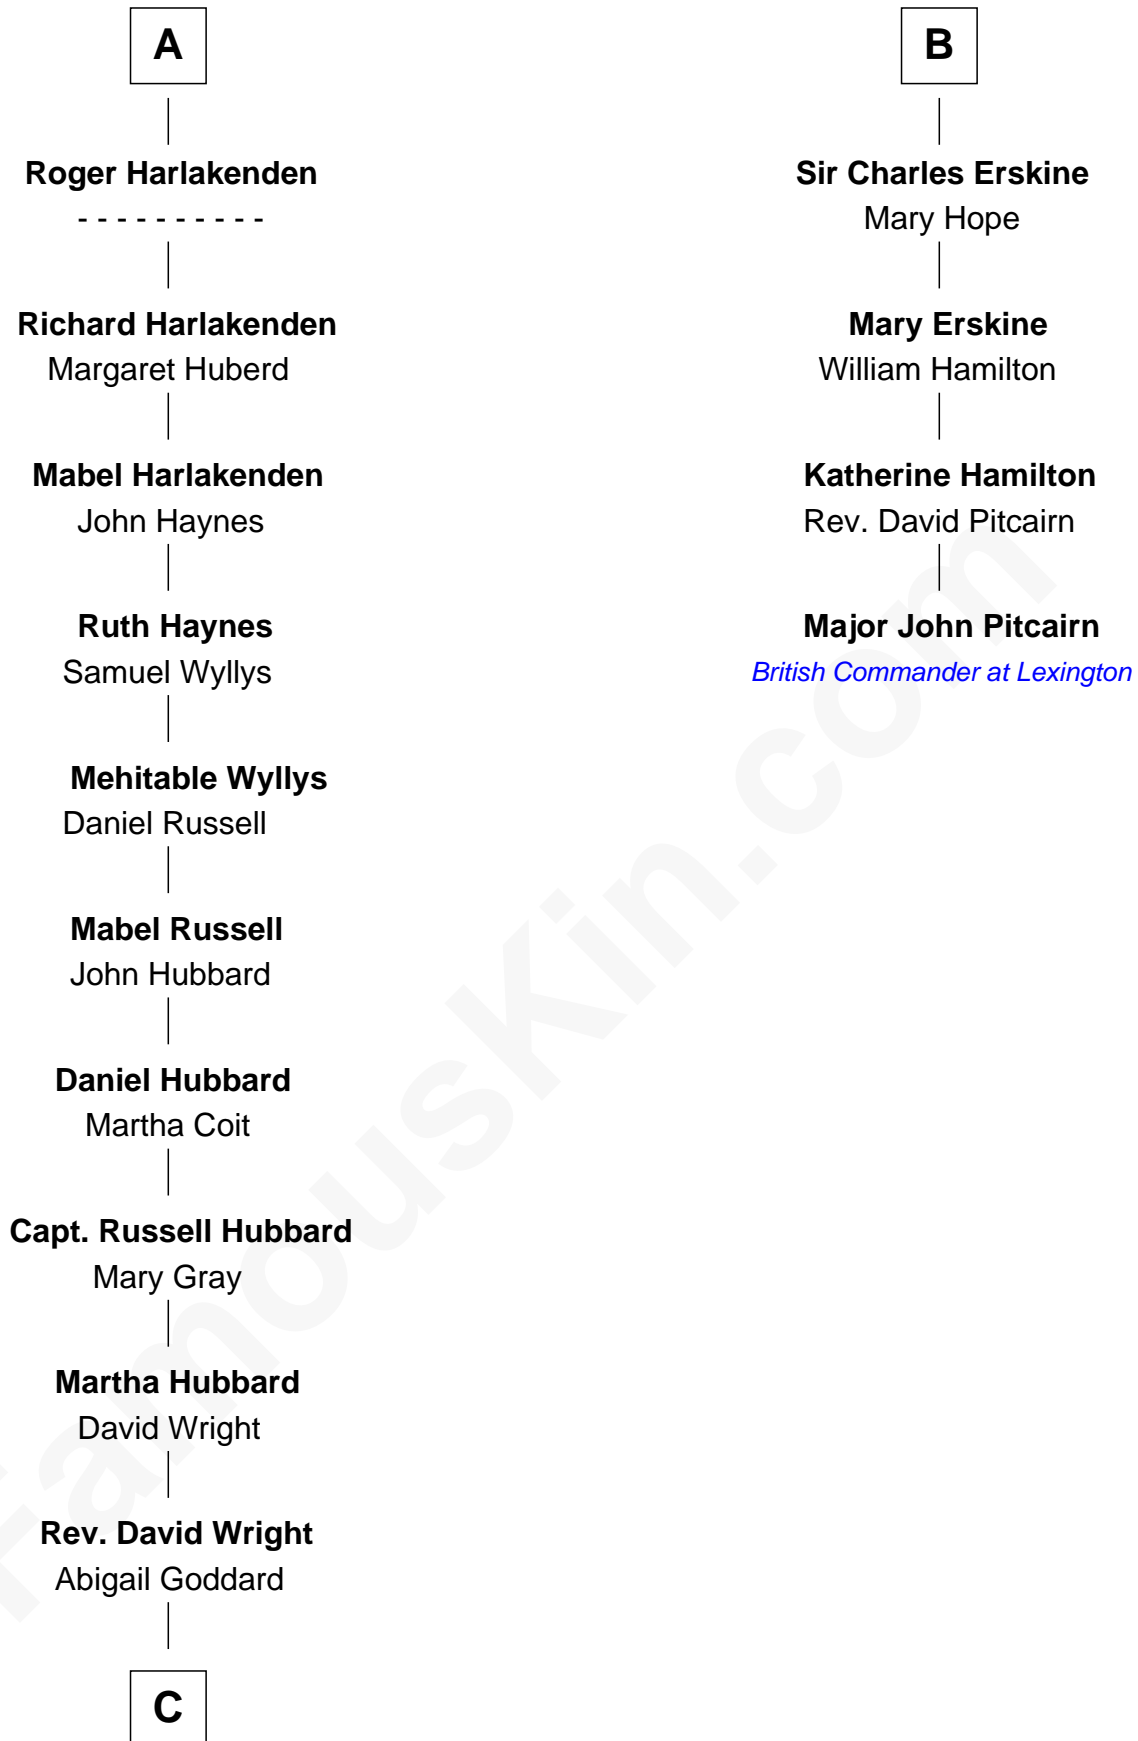 A
Roger Harlakenden
- - - - - - - - - -
Richard Harlakenden
Margaret Huberd
Mabel Harlakenden
John Haynes
Ruth Haynes
Samuel Wyllys
Mehitable Wyllys
Daniel Russell
Mabel Russell
John Hubbard
Daniel Hubbard
Martha Coit
Capt. Russell Hubbard
Mary Gray
Martha Hubbard
David Wright
Rev. David Wright
Abigail Goddard
C
B
Sir Charles Erskine
Mary Hope
Mary Erskine
William Hamilton
Katherine Hamilton
Rev. David Pitcairn
Major John Pitcairn
British Commander at Lexington
FamousKin.com